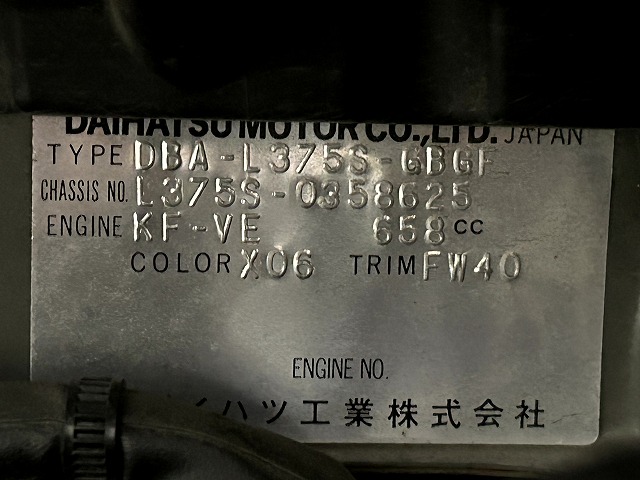 DAIHATSU MOTOR CO.,LTD. JAPAN
TYPE DBA-L375S-GBGF
CHASSIS NO. L375S-0358625
ENGINE KF-VE 658 CC
COLOR X06 TRIM FW40
ENGINE NO.
イハツ工業株式会社